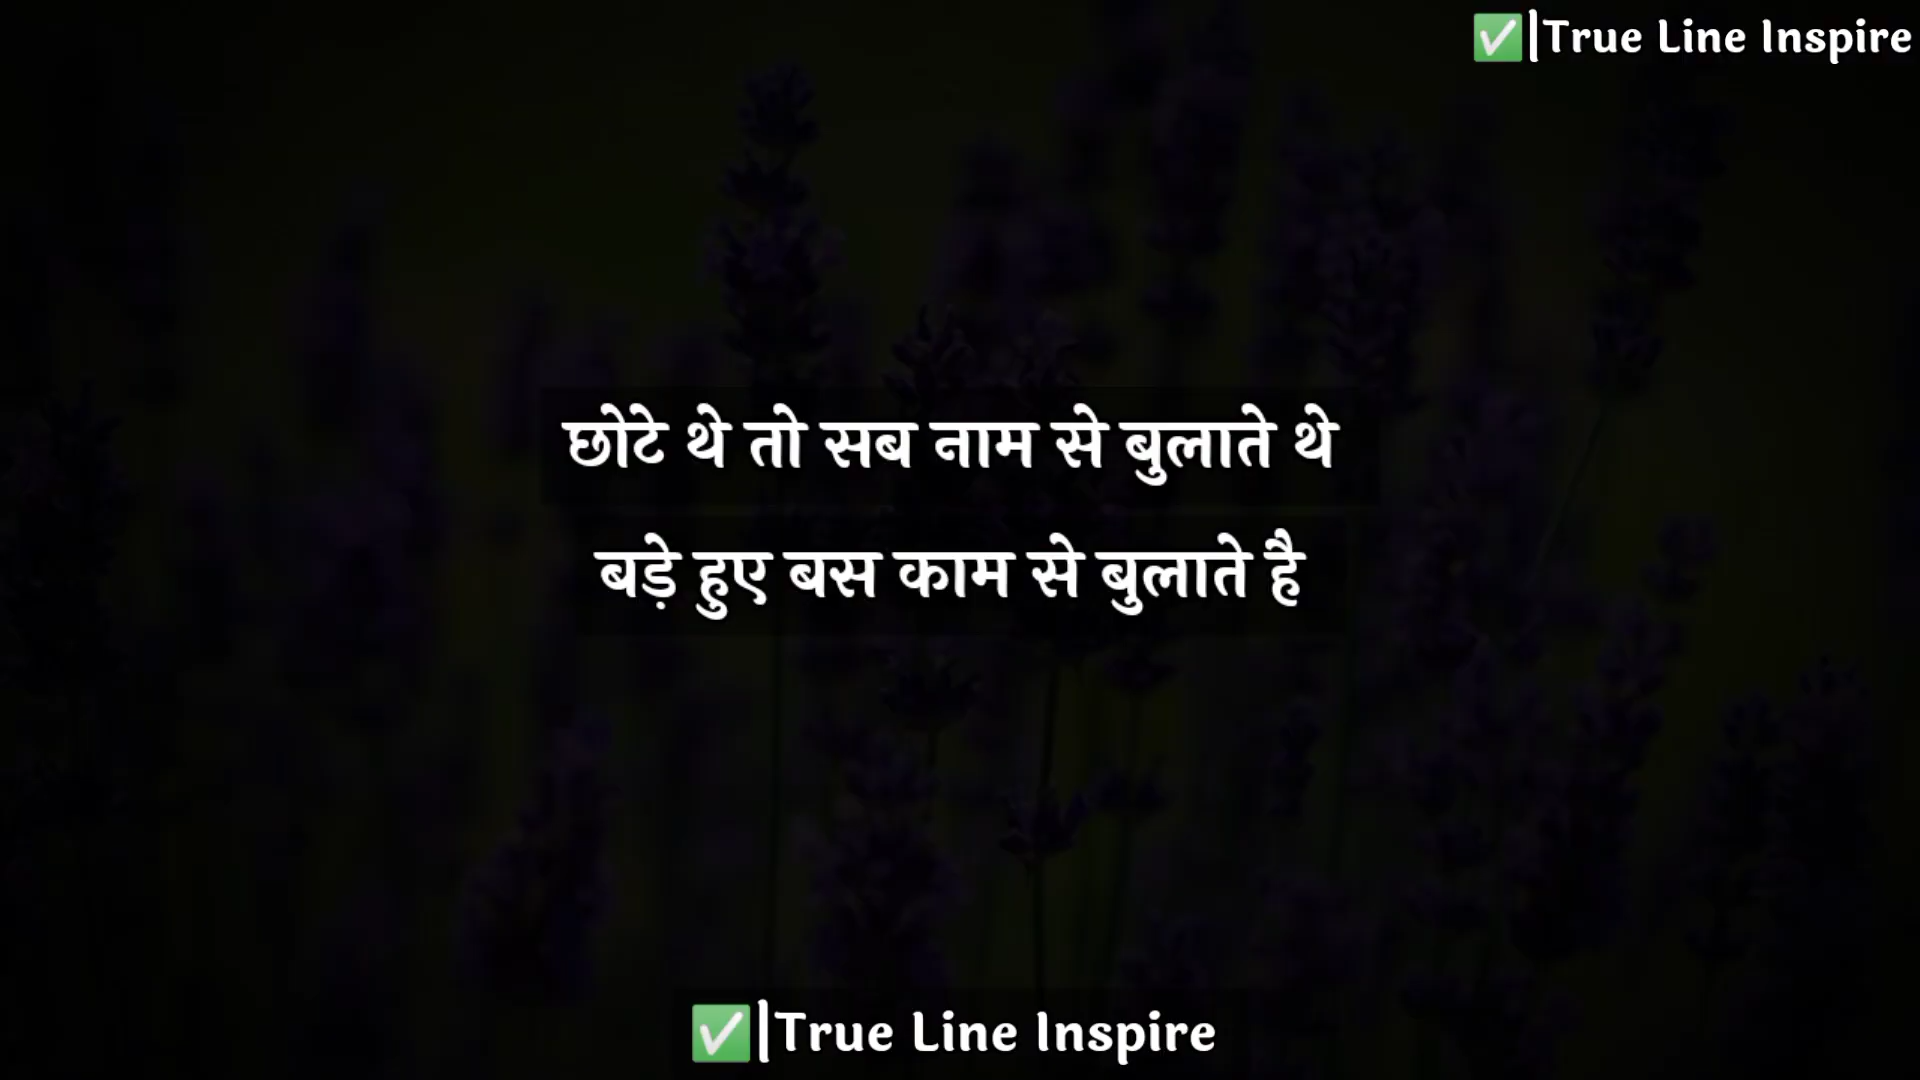 ✅|True Line Inspire
छोटे थे तो सब नाम से बुलाते थे
बड़े हुए बस काम से बुलाते है
✅|True Line Inspire